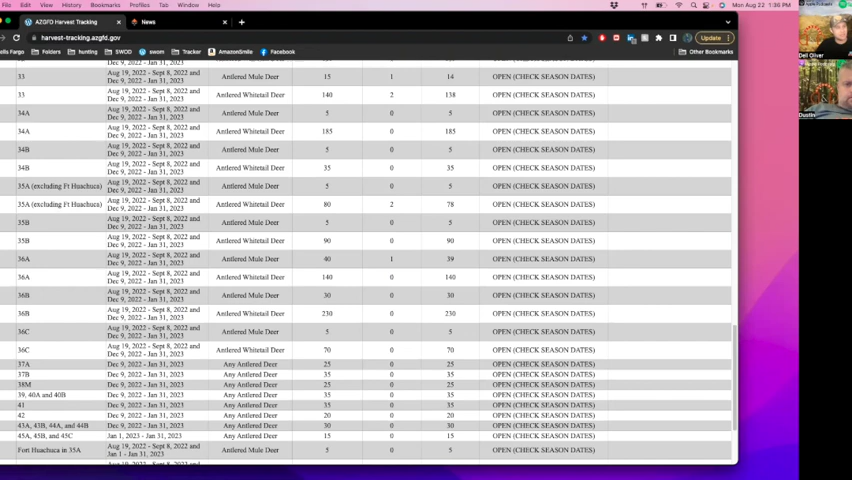 File Edit View History Bookmarks Profiles Tab Window Help Mon Aug 22 1:36 PM
AZGFD Harvest Tracking × News × +
harvest-tracking.azgfd.gov Update
ells Fargo Folders hunting SWOD swom Tracker AmazonSmile Facebook Other Bookmarks
Dec 9, 2022 - Jan 31, 2023
33 Aug 19, 2022 - Sept 8, 2022 and Antlered Mule Deer 15 1 14 OPEN (CHECK SEASON DATES)
Dec 9, 2022 - Jan 31, 2023
33 Aug 19, 2022 - Sept 8, 2022 and Antlered Whitetail Deer 140 2 138 OPEN (CHECK SEASON DATES)
Dec 9, 2022 - Jan 31, 2023
34A Aug 19, 2022 - Sept 8, 2022 and Antlered Mule Deer 5 0 5 OPEN (CHECK SEASON DATES)
Dec 9, 2022 - Jan 31, 2023
34A Aug 19, 2022 - Sept 8, 2022 and Antlered Whitetail Deer 185 0 185 OPEN (CHECK SEASON DATES)
Dec 9, 2022 - Jan 31, 2023
34B Aug 19, 2022 - Sept 8, 2022 and Antlered Mule Deer 5 0 5 OPEN (CHECK SEASON DATES)
Dec 9, 2022 - Jan 31, 2023
34B Aug 19, 2022 - Sept 8, 2022 and Antlered Whitetail Deer 35 0 35 OPEN (CHECK SEASON DATES)
Dec 9, 2022 - Jan 31, 2023
35A (excluding Ft Huachuca) Aug 19, 2022 - Sept 8, 2022 and Antlered Mule Deer 5 0 5 OPEN (CHECK SEASON DATES)
Dec 9, 2022 - Jan 31, 2023
35A (excluding Ft Huachuca) Aug 19, 2022 - Sept 8, 2022 and Antlered Whitetail Deer 80 2 78 OPEN (CHECK SEASON DATES)
Dec 9, 2022 - Jan 31, 2023
35B Aug 19, 2022 - Sept 8, 2022 and Antlered Mule Deer 5 0 5 OPEN (CHECK SEASON DATES)
Dec 9, 2022 - Jan 31, 2023
35B Aug 19, 2022 - Sept 8, 2022 and Antlered Whitetail Deer 90 0 90 OPEN (CHECK SEASON DATES)
Dec 9, 2022 - Jan 31, 2023
36A Aug 19, 2022 - Sept 8, 2022 and Antlered Mule Deer 40 1 39 OPEN (CHECK SEASON DATES)
Dec 9, 2022 - Jan 31, 2023
36A Aug 19, 2022 - Sept 8, 2022 and Antlered Whitetail Deer 140 0 140 OPEN (CHECK SEASON DATES)
Dec 9, 2022 - Jan 31, 2023
36B Aug 19, 2022 - Sept 8, 2022 and Antlered Mule Deer 30 0 30 OPEN (CHECK SEASON DATES)
Dec 9, 2022 - Jan 31, 2023
36B Aug 19, 2022 - Sept 8, 2022 and Antlered Whitetail Deer 230 0 230 OPEN (CHECK SEASON DATES)
Dec 9, 2022 - Jan 31, 2023
36C Aug 19, 2022 - Sept 8, 2022 and Antlered Mule Deer 5 0 5 OPEN (CHECK SEASON DATES)
Dec 9, 2022 - Jan 31, 2023
36C Aug 19, 2022 - Sept 8, 2022 and Antlered Whitetail Deer 70 0 70 OPEN (CHECK SEASON DATES)
Dec 9, 2022 - Jan 31, 2023
37A Dec 9, 2022 - Jan 31, 2023 Any Antlered Deer 25 0 25 OPEN (CHECK SEASON DATES)
37B Dec 9, 2022 - Jan 31, 2023 Any Antlered Deer 35 0 35 OPEN (CHECK SEASON DATES)
38M Dec 9, 2022 - Jan 31, 2023 Any Antlered Deer 25 0 25 OPEN (CHECK SEASON DATES)
39, 40A and 40B Dec 9, 2022 - Jan 31, 2023 Any Antlered Deer 35 0 35 OPEN (CHECK SEASON DATES)
41 Dec 9, 2022 - Jan 31, 2023 Any Antlered Deer 35 0 35 OPEN (CHECK SEASON DATES)
42 Dec 9, 2022 - Jan 31, 2023 Any Antlered Deer 20 0 20 OPEN (CHECK SEASON DATES)
43A, 43B, 44A, and 44B Dec 9, 2022 - Jan 31, 2023 Any Antlered Deer 30 0 30 OPEN (CHECK SEASON DATES)
45A, 45B, and 45C Jan 1, 2023 - Jan 31, 2023 Any Antlered Deer 15 0 15 OPEN (CHECK SEASON DATES)
Fort Huachuca in 35A Aug 19, 2022 - Sept 8, 2022 and Antlered Mule Deer 5 0 5 OPEN (CHECK SEASON DATES)
Jan 1 - Jan 31, 2023
Dell Oliver
Dustin